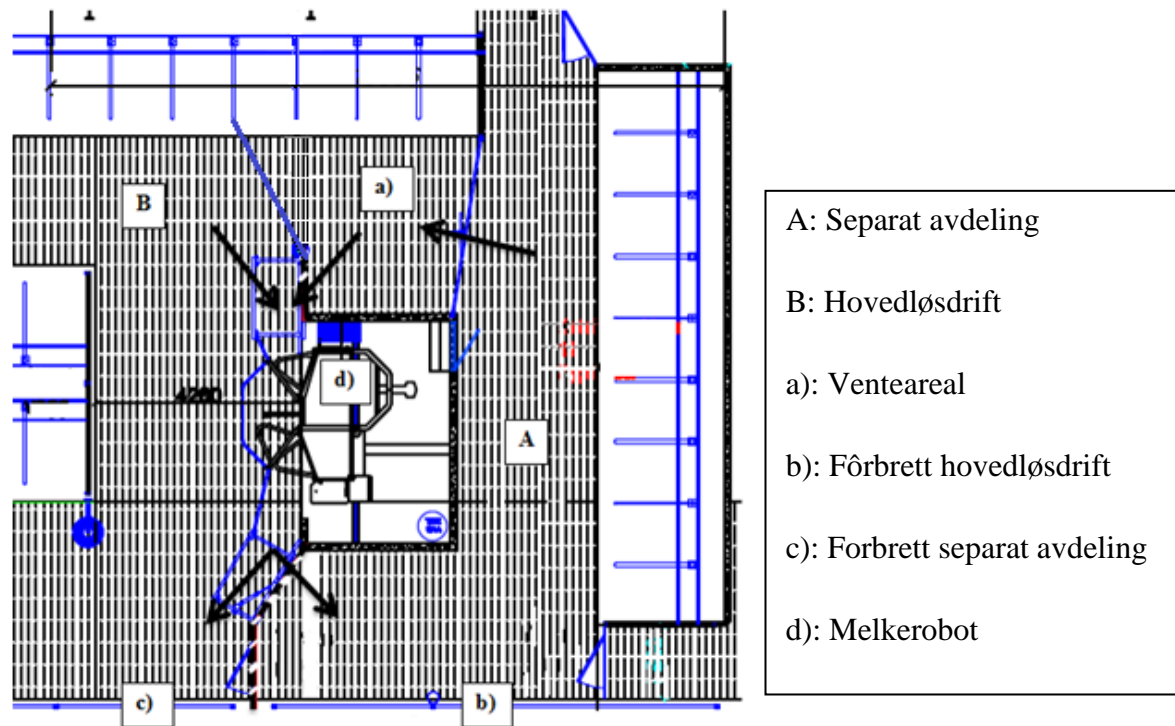 B
a)
d)
4260
A
c)
b)
A: Separat avdeling
B: Hovedløsdrift
a): Venteareal
b): Fôrbrett hovedløsdrift
c): Forbrett separat avdeling
d): Melkerobot